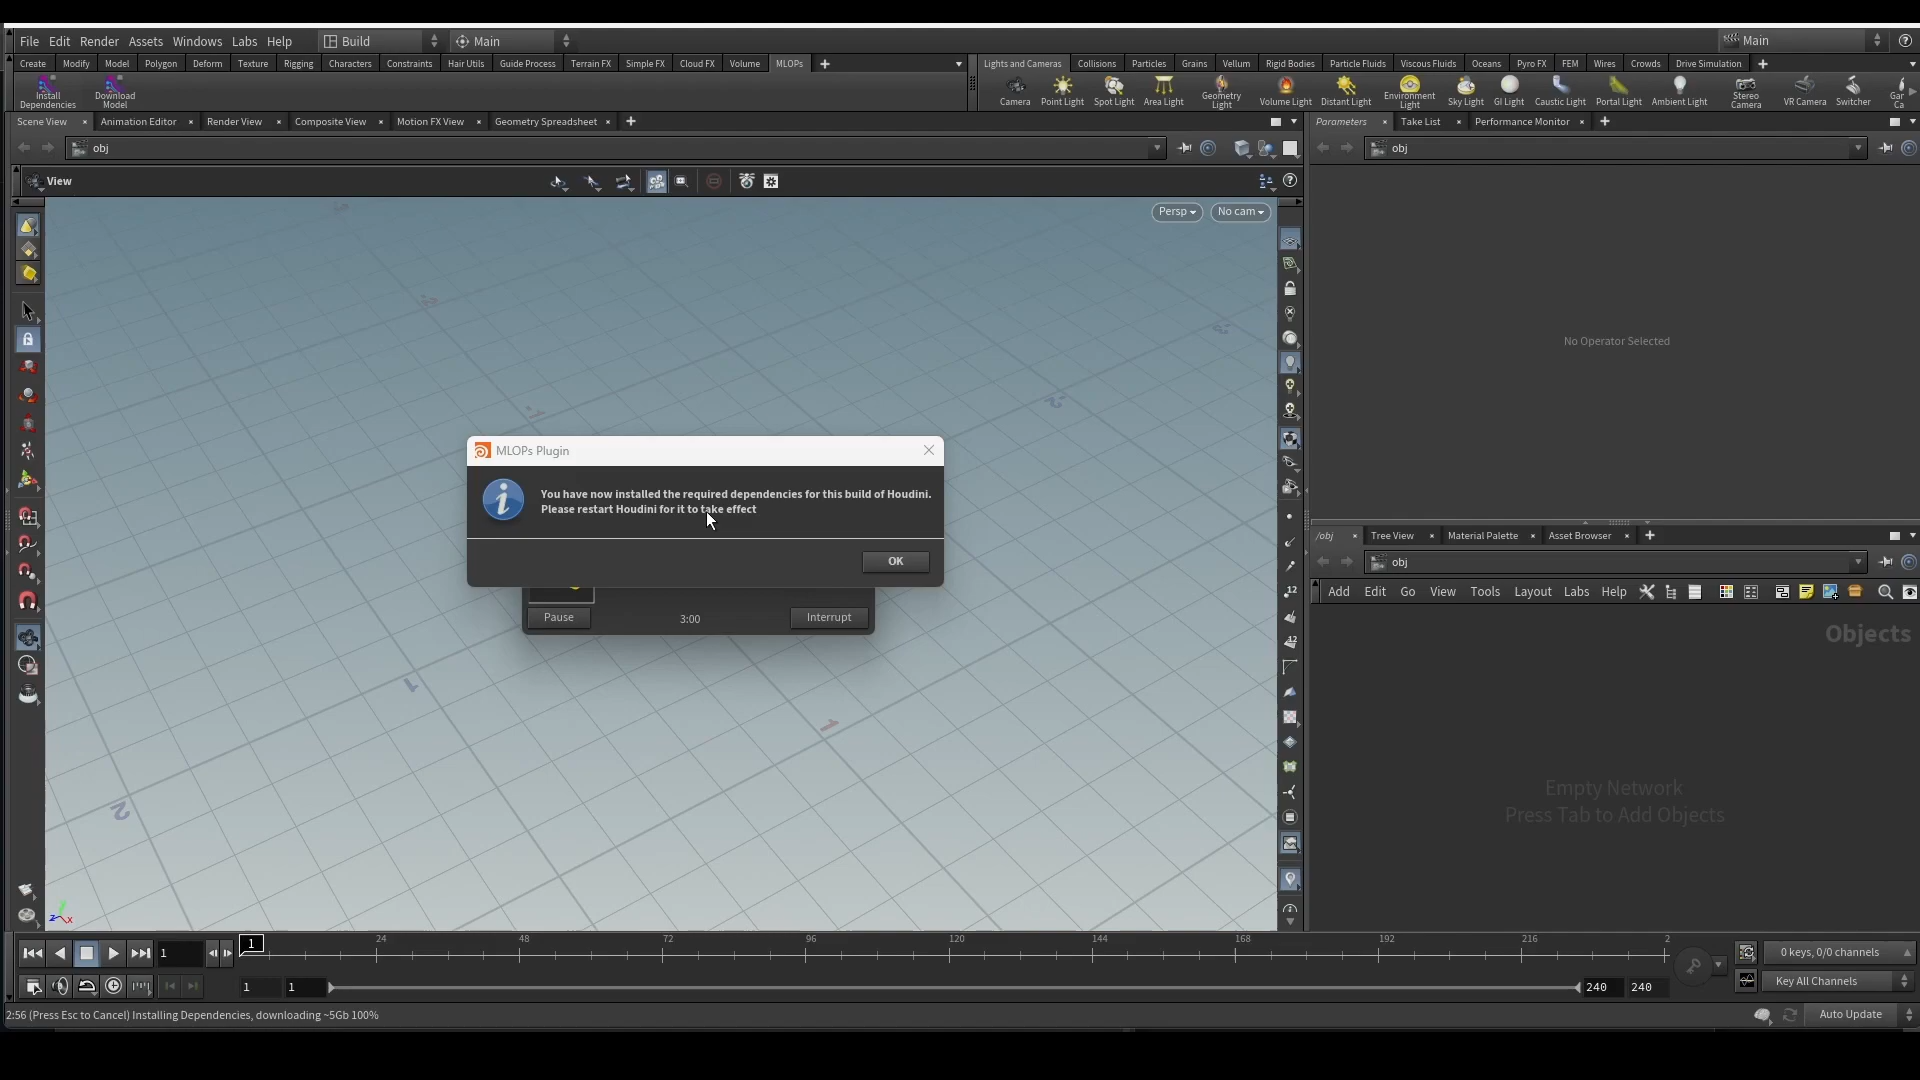 File Edit Render Assets Windows Labs Help Build Main Main
Create Modify Model Polygon Deform Texture Rigging Characters Constraints Hair Utils Guide Process Terrain FX Simple FX Cloud FX Volume MLOPs
Lights and Cameras Collisions Particles Grains Vellum Rigid Bodies Particle Fluids Viscous Fluids Oceans Pyro FX FEM Wires Crowds Drive Simulation
Install Dependencies
Download Model
Camera Point Light Spot Light Area Light Geometry Light Volume Light Distant Light Environment Light Sky Light GI Light Caustic Light Portal Light Ambient Light Stereo Camera VR Camera Switcher Gar Ca
Scene View Animation Editor Render View Composite View Motion FX View Geometry Spreadsheet
Parameters Take List Performance Monitor
obj
obj
View
Persp No cam
No Operator Selected
MLOPs Plugin
You have now installed the required dependencies for this build of Houdini.
Please restart Houdini for it to take effect
OK
Pause 3:00 Interrupt
/obj Tree View Material Palette Asset Browser
obj
Add Edit Go View Tools Layout Labs Help
Objects
Empty Network
Press Tab to Add Objects
1
1
2
12
12
z x
1 1 24 48 72 96 120 144 168 192 216 2
0 keys, 0/0 channels
1 1 240 240
Key All Channels
2:56 (Press Esc to Cancel) Installing Dependencies, downloading ~5Gb 100%
Auto Update